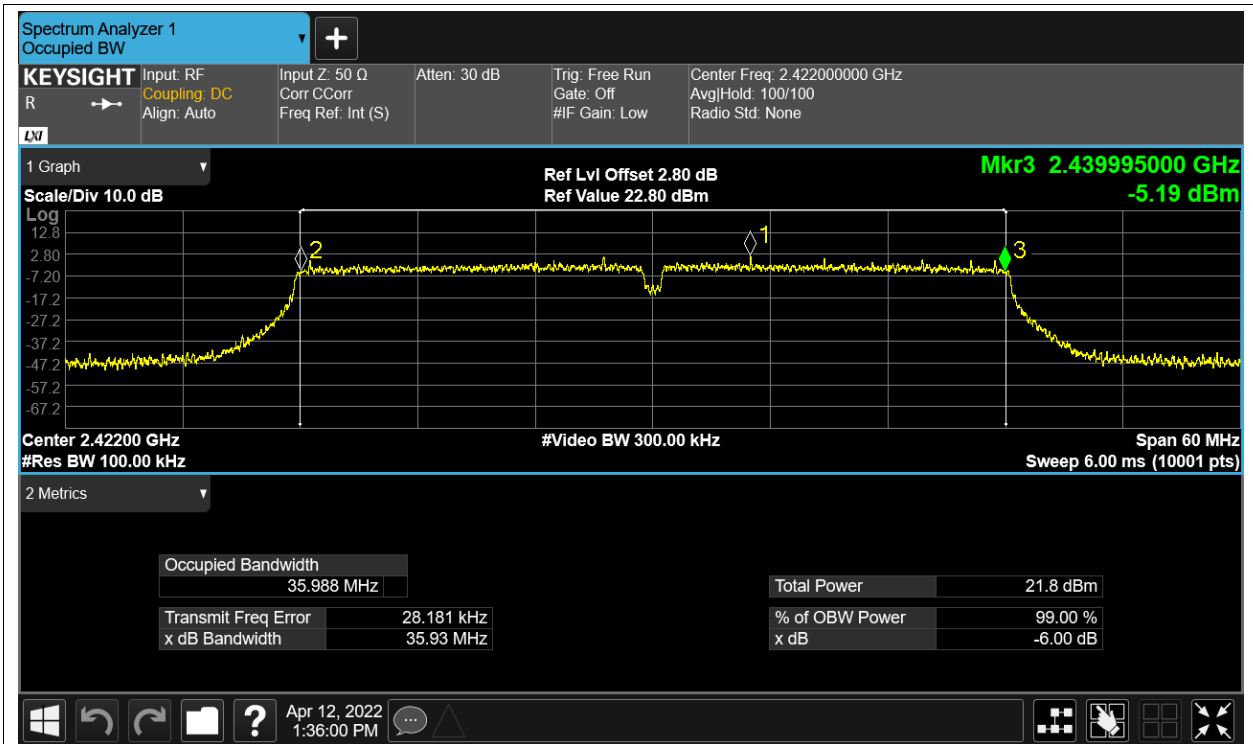 Spectrum Analyzer 1
Occupied BW
KEYSIGHT Input: RF Input Z: 50 Ω Atten: 30 dB Trig: Free Run Center Freq: 2.422000000 GHz
R Coupling: DC Corr CCorr Gate: Off Avg|Hold: 100/100
Align: Auto Freq Ref: Int (S) #IF Gain: Low Radio Std: None
LXI
1 Graph Ref Lvl Offset 2.80 dB Mkr3 2.439995000 GHz
Scale/Div 10.0 dB Ref Value 22.80 dBm -5.19 dBm
Log
12.8
2.80
-7.20
-17.2
-27.2
-37.2
-47.2
-57.2
-67.2
2
1
3
Center 2.42200 GHz #Video BW 300.00 kHz Span 60 MHz
#Res BW 100.00 kHz Sweep 6.00 ms (10001 pts)
2 Metrics
Occupied Bandwidth
35.988 MHz Total Power 21.8 dBm
Transmit Freq Error 28.181 kHz % of OBW Power 99.00 %
x dB Bandwidth 35.93 MHz x dB -6.00 dB
? Apr 12, 2022
1:36:00 PM